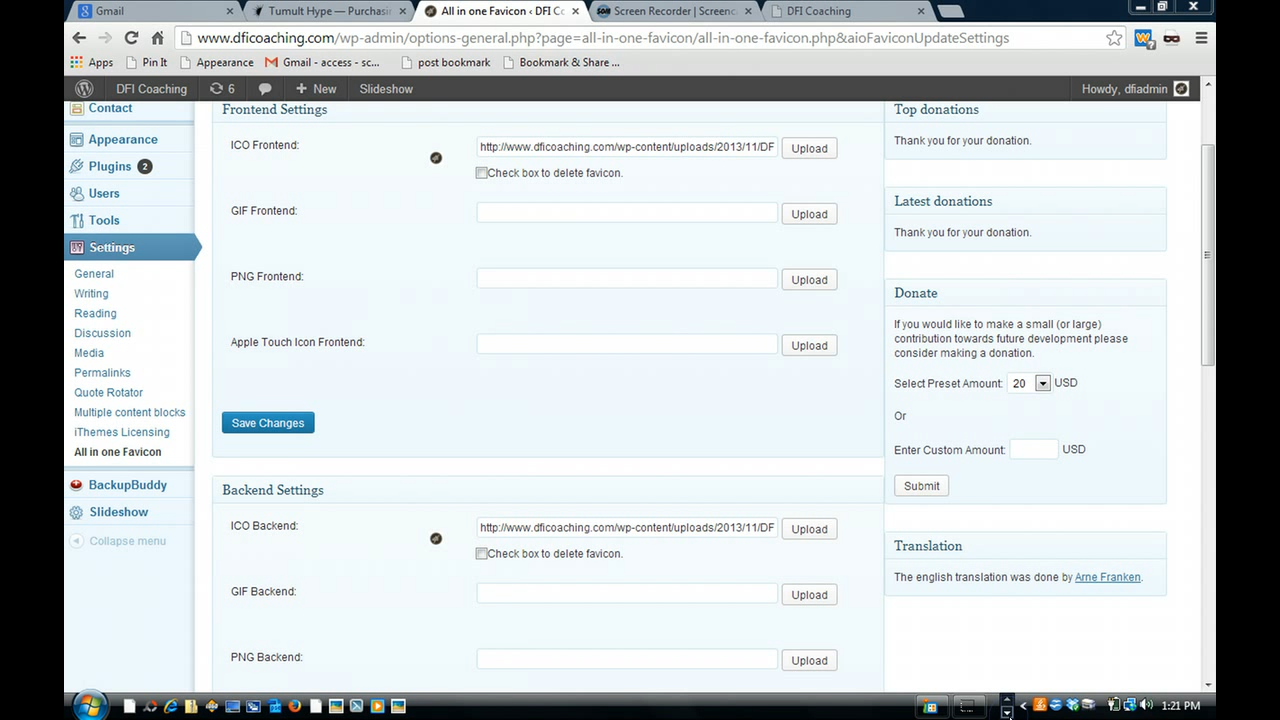 Gmail
Tumult Hype — Purchasin
All in one Favicon ‹ DFI Co
Screen Recorder | Screenc
DFI Coaching
www.dficoaching.com/wp-admin/options-general.php?page=all-in-one-favicon/all-in-one-favicon.php&aioFaviconUpdateSettings
Apps
Pin It
Appearance
Gmail - access - sc...
post bookmark
Bookmark & Share ...
DFI Coaching
6
New
Slideshow
Howdy, dfiadmin
Contact
Appearance
Plugins 2
Users
Tools
Settings
General
Writing
Reading
Discussion
Media
Permalinks
Quote Rotator
Multiple content blocks
iThemes Licensing
All in one Favicon
BackupBuddy
Slideshow
Collapse menu
Frontend Settings
ICO Frontend:
http://www.dficoaching.com/wp-content/uploads/2013/11/DF
Upload
Check box to delete favicon.
GIF Frontend:
Upload
PNG Frontend:
Upload
Apple Touch Icon Frontend:
Upload
Save Changes
Backend Settings
ICO Backend:
http://www.dficoaching.com/wp-content/uploads/2013/11/DF
Upload
Check box to delete favicon.
GIF Backend:
Upload
PNG Backend:
Upload
Top donations
Thank you for your donation.
Latest donations
Thank you for your donation.
Donate
If you would like to make a small (or large)
contribution towards future development please
consider making a donation.
Select Preset Amount: 20 USD
Or
Enter Custom Amount: USD
Submit
Translation
The english translation was done by Arne Franken.
1:21 PM